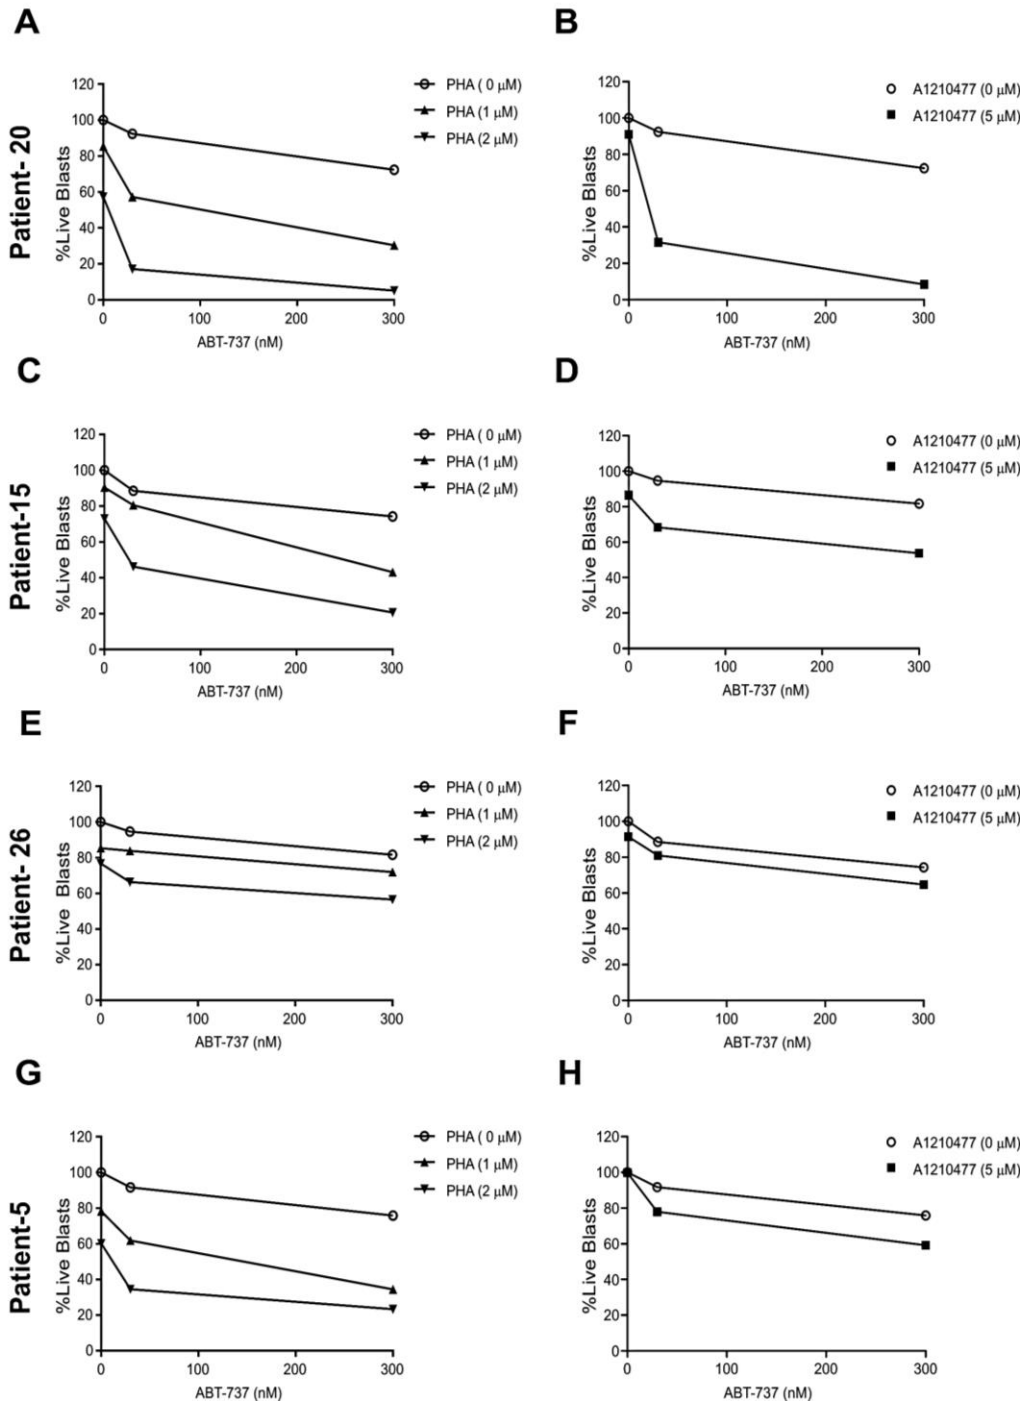 A
B
Patient- 20
%Live Blasts
120
100
80
60
40
20
0
0
100
200
300
ABT-737 (nM)
PHA ( 0 μM)
PHA (1 μM)
PHA (2 μM)
%Live Blasts
120
100
80
60
40
20
0
0
100
200
300
ABT-737 (nM)
A1210477 (0 μM)
A1210477 (5 μM)
C
D
Patient-15
%Live Blasts
120
100
80
60
40
20
0
0
100
200
300
ABT-737 (nM)
PHA ( 0 μM)
PHA (1 μM)
PHA (2 μM)
%Live Blasts
120
100
80
60
40
20
0
0
100
200
300
ABT-737 (nM)
A1210477 (0 μM)
A1210477 (5 μM)
E
F
Patient- 26
%Live Blasts
120
100
80
60
40
20
0
0
100
200
300
ABT-737 (nM)
PHA ( 0 μM)
PHA (1 μM)
PHA (2 μM)
%Live Blasts
120
100
80
60
40
20
0
0
100
200
300
ABT-737 (nM)
A1210477 (0 μM)
A1210477 (5 μM)
G
H
Patient-5
%Live Blasts
120
100
80
60
40
20
0
0
100
200
300
ABT-737 (nM)
PHA ( 0 μM)
PHA (1 μM)
PHA (2 μM)
%Live Blasts
120
100
80
60
40
20
0
0
100
200
300
ABT-737 (nM)
A1210477 (0 μM)
A1210477 (5 μM)